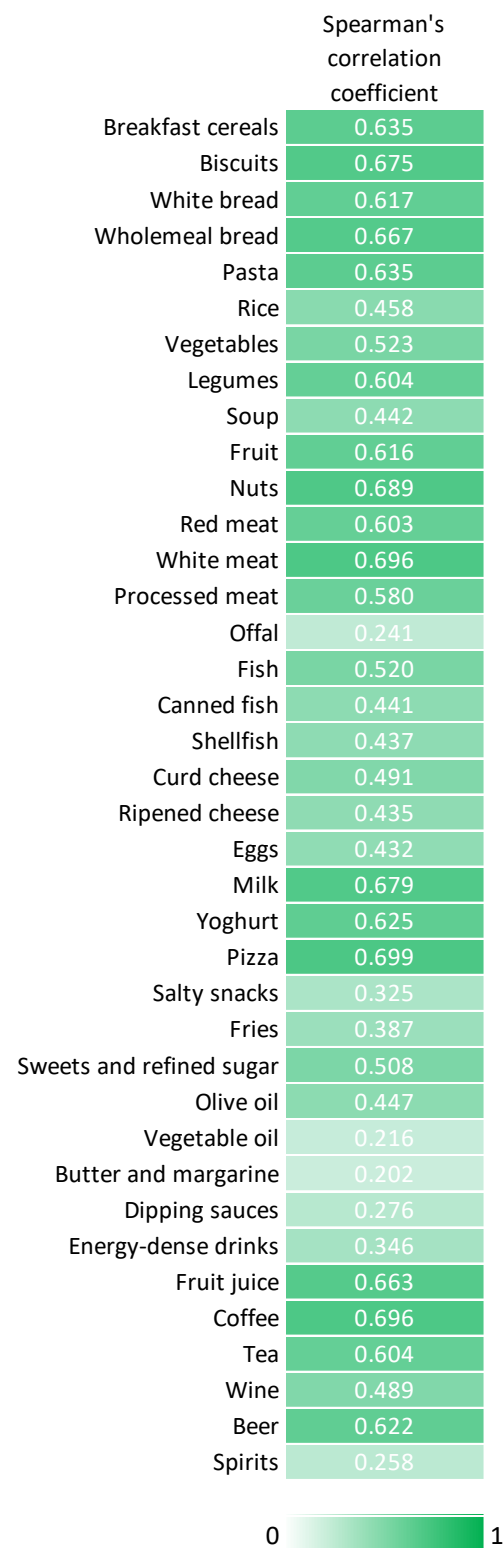 Spearman's
correlation
coefficient
Breakfast cereals 0.635
Biscuits 0.675
White bread 0.617
Wholemeal bread 0.667
Pasta 0.635
Rice 0.458
Vegetables 0.523
Legumes 0.604
Soup 0.442
Fruit 0.616
Nuts 0.689
Red meat 0.603
White meat 0.696
Processed meat 0.580
Offal 0.241
Fish 0.520
Canned fish 0.441
Shellfish 0.437
Curd cheese 0.491
Ripened cheese 0.435
Eggs 0.432
Milk 0.679
Yoghurt 0.625
Pizza 0.699
Salty snacks 0.325
Fries 0.387
Sweets and refined sugar 0.508
Olive oil 0.447
Vegetable oil 0.216
Butter and margarine 0.202
Dipping sauces 0.276
Energy-dense drinks 0.346
Fruit juice 0.663
Coffee 0.696
Tea 0.604
Wine 0.489
Beer 0.622
Spirits 0.258
0 1